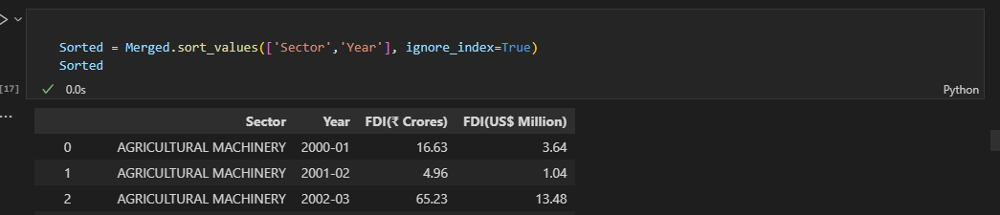 Sorted = Merged.sort_values(['Sector','Year'], ignore_index=True)
Sorted
[17] 0.0s Python
... Sector Year FDI(₹ Crores) FDI(US$ Million)
0 AGRICULTURAL MACHINERY 2000-01 16.63 3.64
1 AGRICULTURAL MACHINERY 2001-02 4.96 1.04
2 AGRICULTURAL MACHINERY 2002-03 65.23 13.48